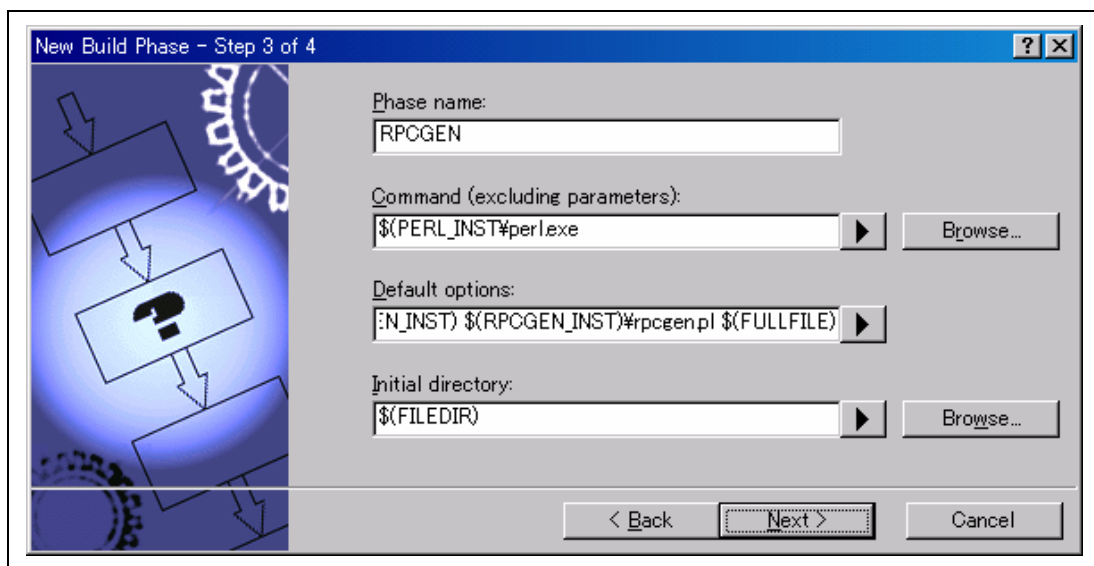 New Build Phase - Step 3 of 4
Phase name:
RPCGEN
Command (excluding parameters):
$(PERL_INST¥perl.exe
Browse...
Default options:
EN_INST) $(RPCGEN_INST)¥rpcgen.pl $(FULLFILE)
Initial directory:
$(FILEDIR)
Browse...
< Back
Next >
Cancel